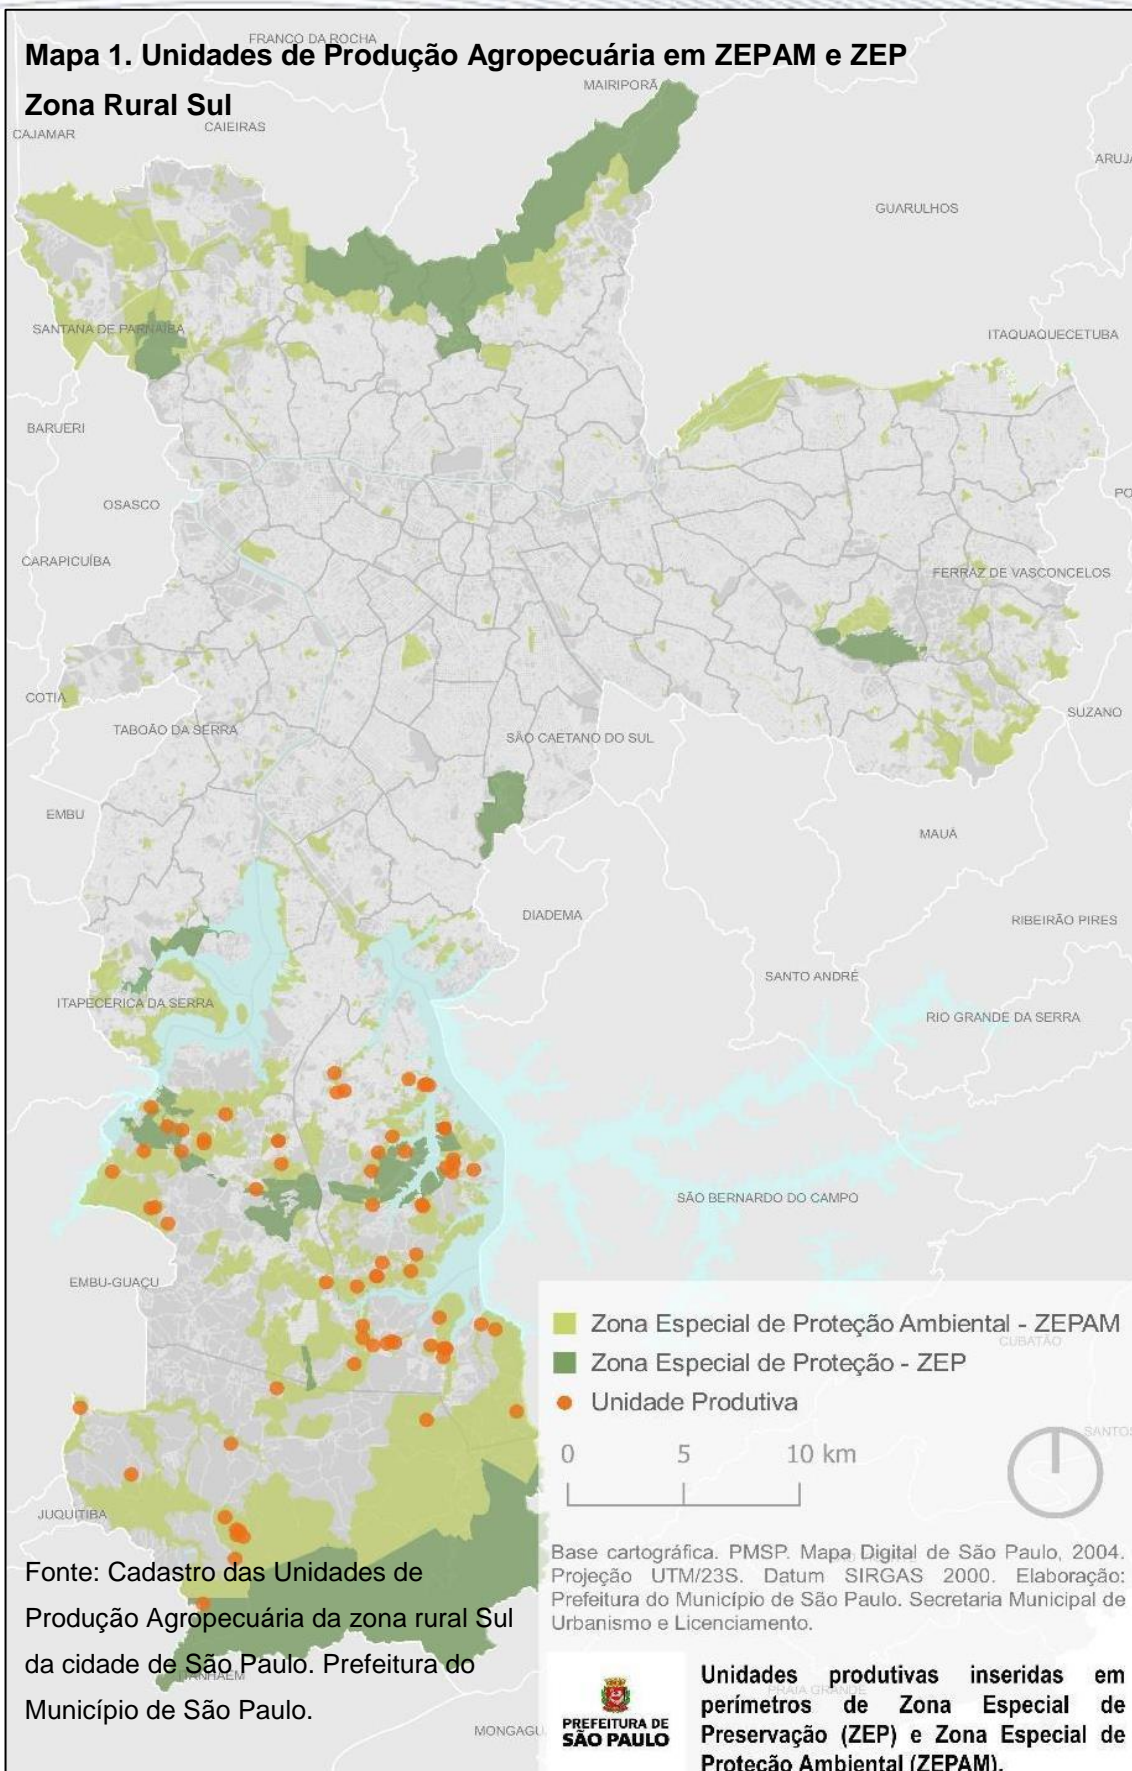 Mapa 1. Unidades de Produção Agropecuária em ZEPAM e ZEP
Zona Rural Sul
FRANCO DA ROCHA
MAIRIPORÃ
CAJAMAR
CAIEIRAS
GUARULHOS
SANTANA DE PARNAÍBA
ITAQUAQUECETUBA
BARUERI
OSASCO
CARAPICUÍBA
FERRAZ DE VASCONCELOS
COTIA
TABOÃO DA SERRA
SÃO CAETANO DO SUL
SUZANO
EMBU
MAUÁ
DIADEMA
RIBEIRÃO PIRES
SANTO ANDRÉ
ITAPECERICA DA SERRA
RIO GRANDE DA SERRA
SÃO BERNARDO DO CAMPO
EMBU-GUAÇU
Zona Especial de Proteção Ambiental - ZEPAM
CUBATÃO
Zona Especial de Proteção - ZEP
Unidade Produtiva
SANTOS
0 5 10 km
JUQUITIBA
Base cartográfica. PMSP. Mapa Digital de São Paulo, 2004.
Projeção UTM/23S. Datum SIRGAS 2000. Elaboração:
Prefeitura do Município de São Paulo. Secretaria Municipal de
Urbanismo e Licenciamento.
Fonte: Cadastro das Unidades de
Produção Agropecuária da zona rural Sul
da cidade de São Paulo. Prefeitura do
Município de São Paulo.
ITANHAÉM
MONGAGU
PRAIA GRANDE
PREFEITURA DE
SÃO PAULO
Unidades produtivas inseridas em
perímetros de Zona Especial de
Preservação (ZEP) e Zona Especial de
Proteção Ambiental (ZEPAM).